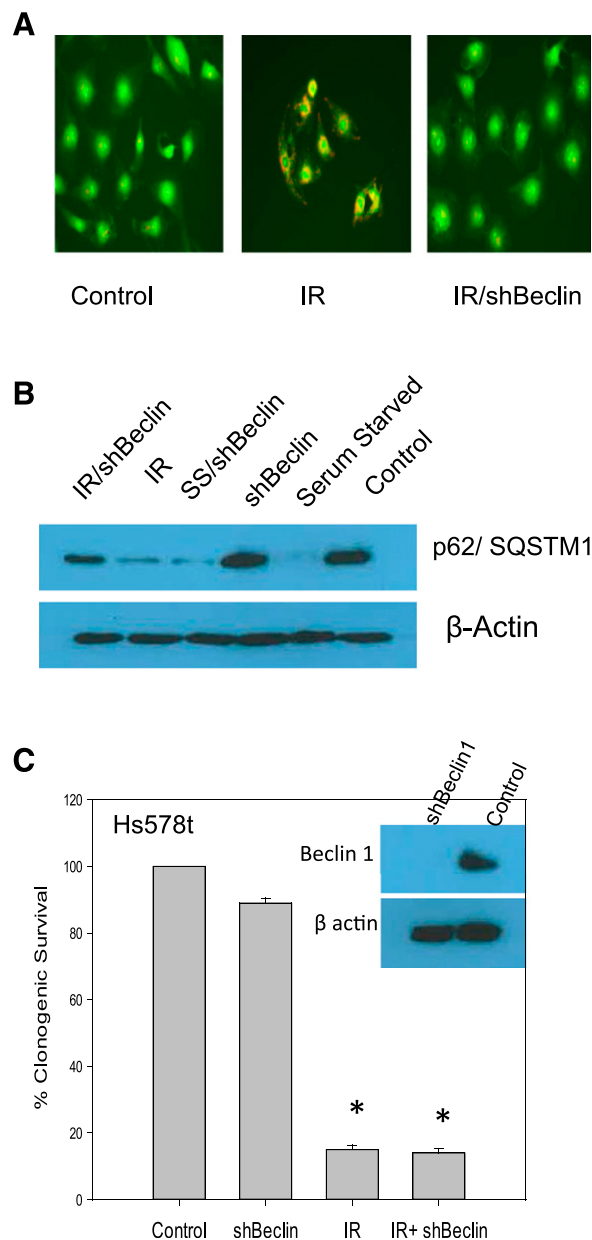 A
Control
IR
IR/shBeclin
B
IR/shBeclin
IR
SS/shBeclin
shBeclin
Serum Starved
Control
p62/ SQSTM1
β-Actin
C
Hs578t
shBeclin1
Control
Beclin 1
β actin
% Clonogenic Survival
120
100
80
60
40
20
0
*
*
Control
shBeclin
IR
IR+ shBeclin